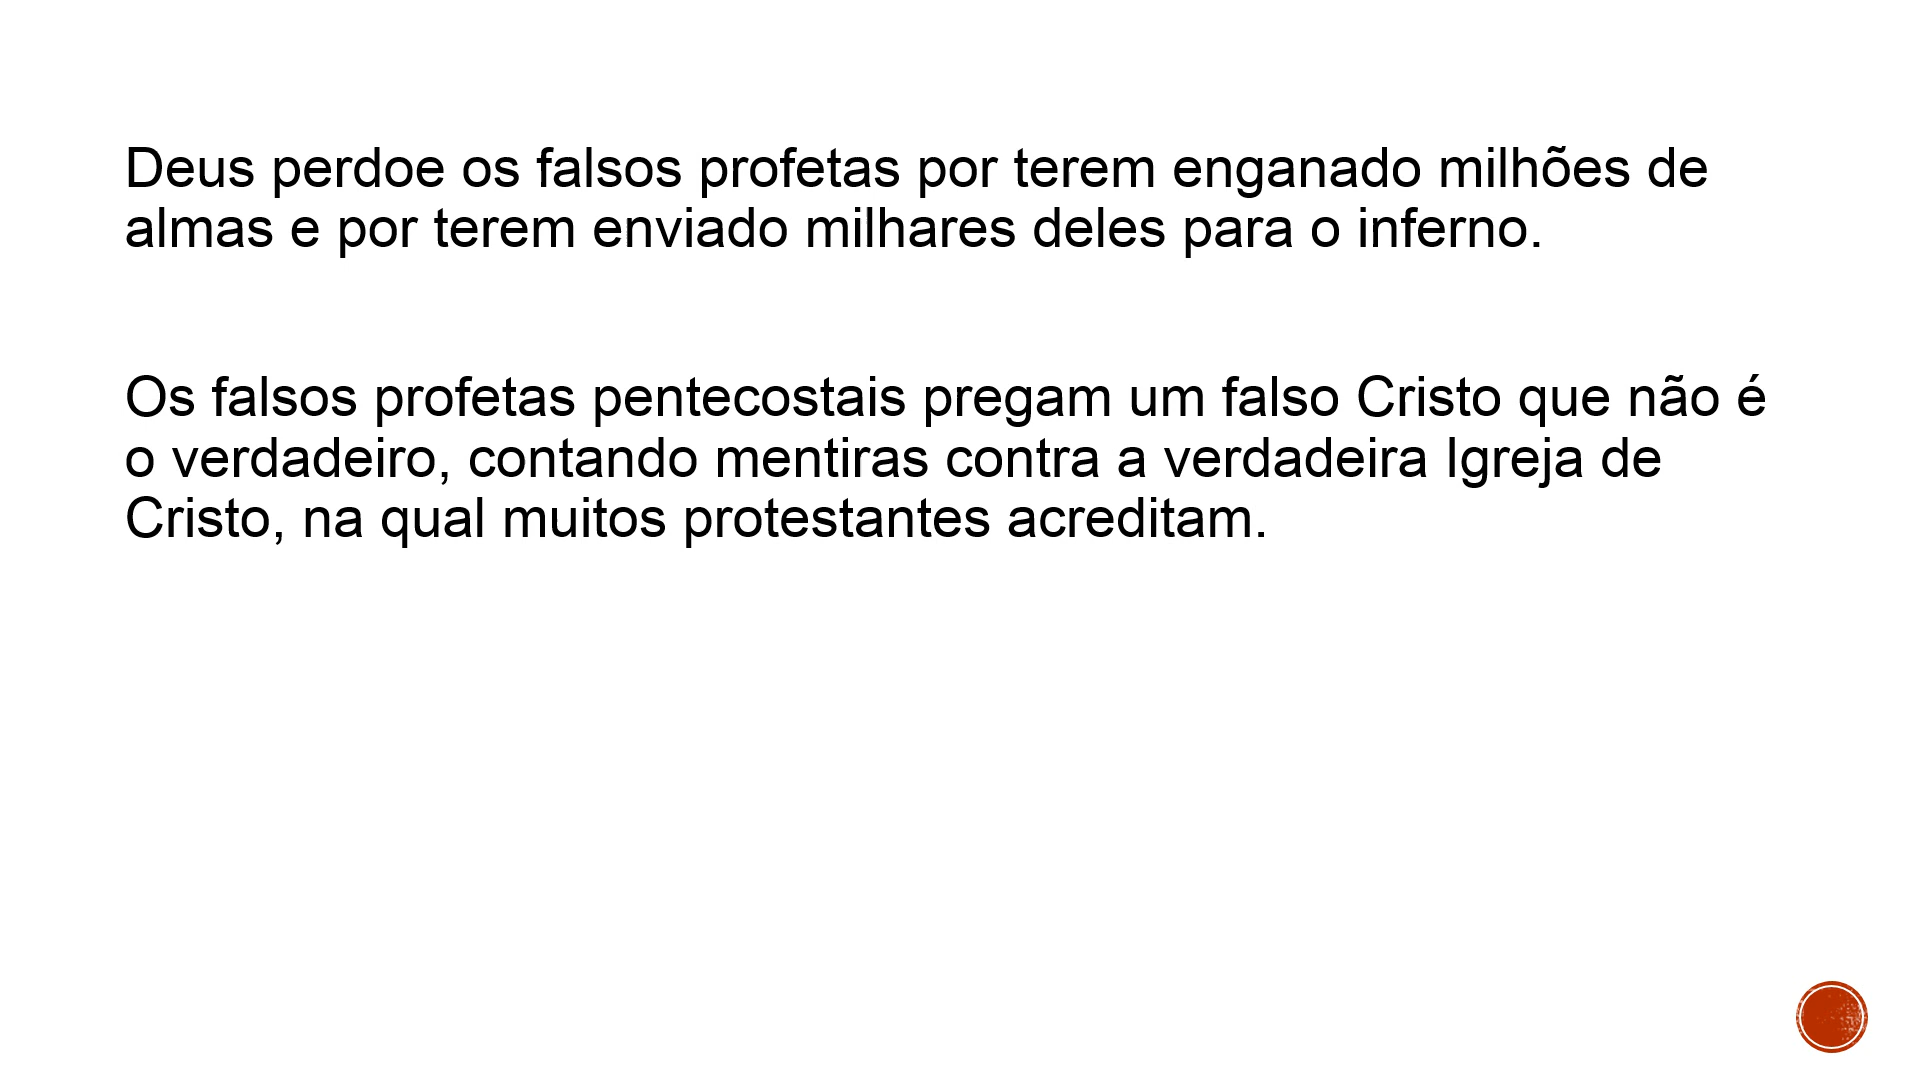 Deus perdoe os falsos profetas por terem enganado milhões de
almas e por terem enviado milhares deles para o inferno.
Os falsos profetas pentecostais pregam um falso Cristo que não é
o verdadeiro, contando mentiras contra a verdadeira Igreja de
Cristo, na qual muitos protestantes acreditam.